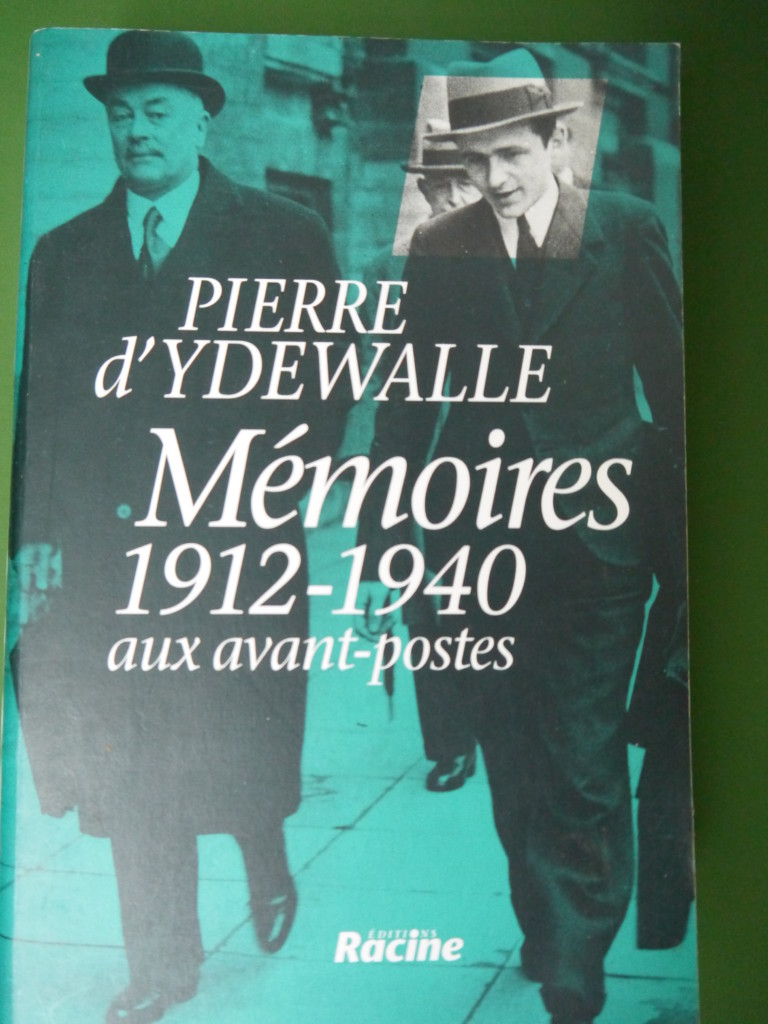 PIERRE
d'YDEWALLE
Mémoires
1912-1940
aux avant-postes
ÉDITIONS
Racine